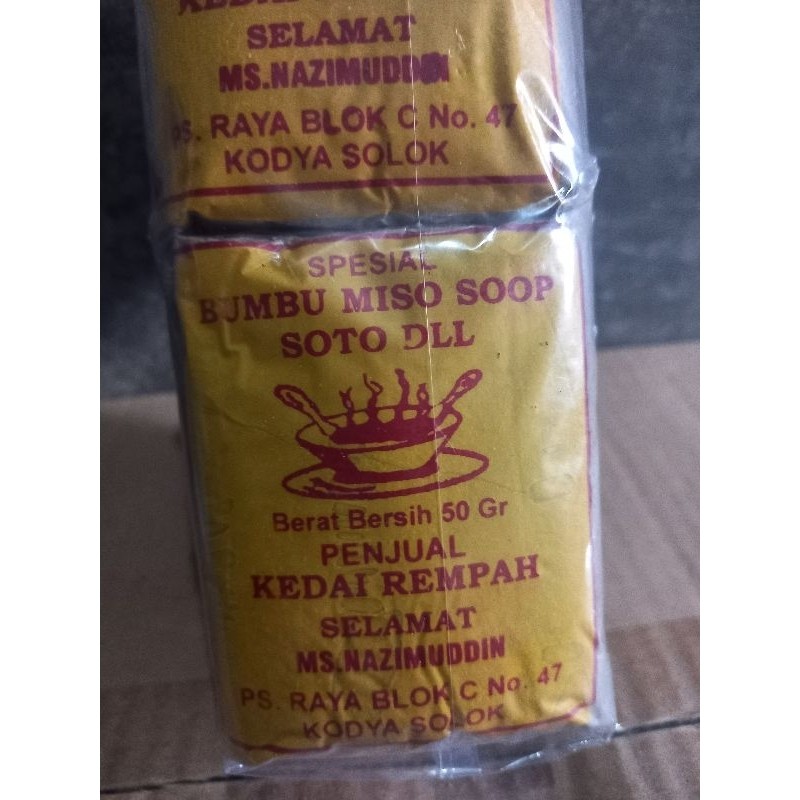 SELAMAT
MS.NAZIMUDDIN
PS. RAYA BLOK C No. 47
KODYA SOLOK
SPESIAL
BUMBU MISO SOOP
SOTO DLL
Berat Bersih 50 Gr
PENJUAL
KEDAI REMPAH
SELAMAT
MS.NAZIMUDDIN
PS. RAYA BLOK C No. 47
KODYA SOLOK